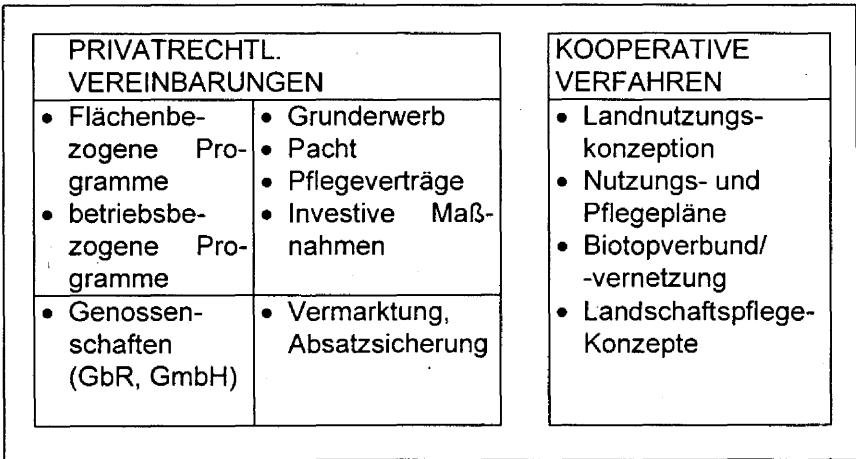 PRIVATRECHTL.
VEREINBARUNGEN
• Flächenbe-
zogene Pro-
gramme
• betriebsbe-
zogene Pro-
gramme
• Grunderwerb
• Pacht
• Pflegeverträge
• Investive Maß-
nahmen
• Genossen-
schaften
(GbR, GmbH)
• Vermarktung,
Absatzsicherung
KOOPERATIVE
VERFAHREN
• Landnutzungs-
konzeption
• Nutzungs- und
Pflegepläne
• Biotopverbund/
-vernetzung
• Landschaftspflege-
Konzepte